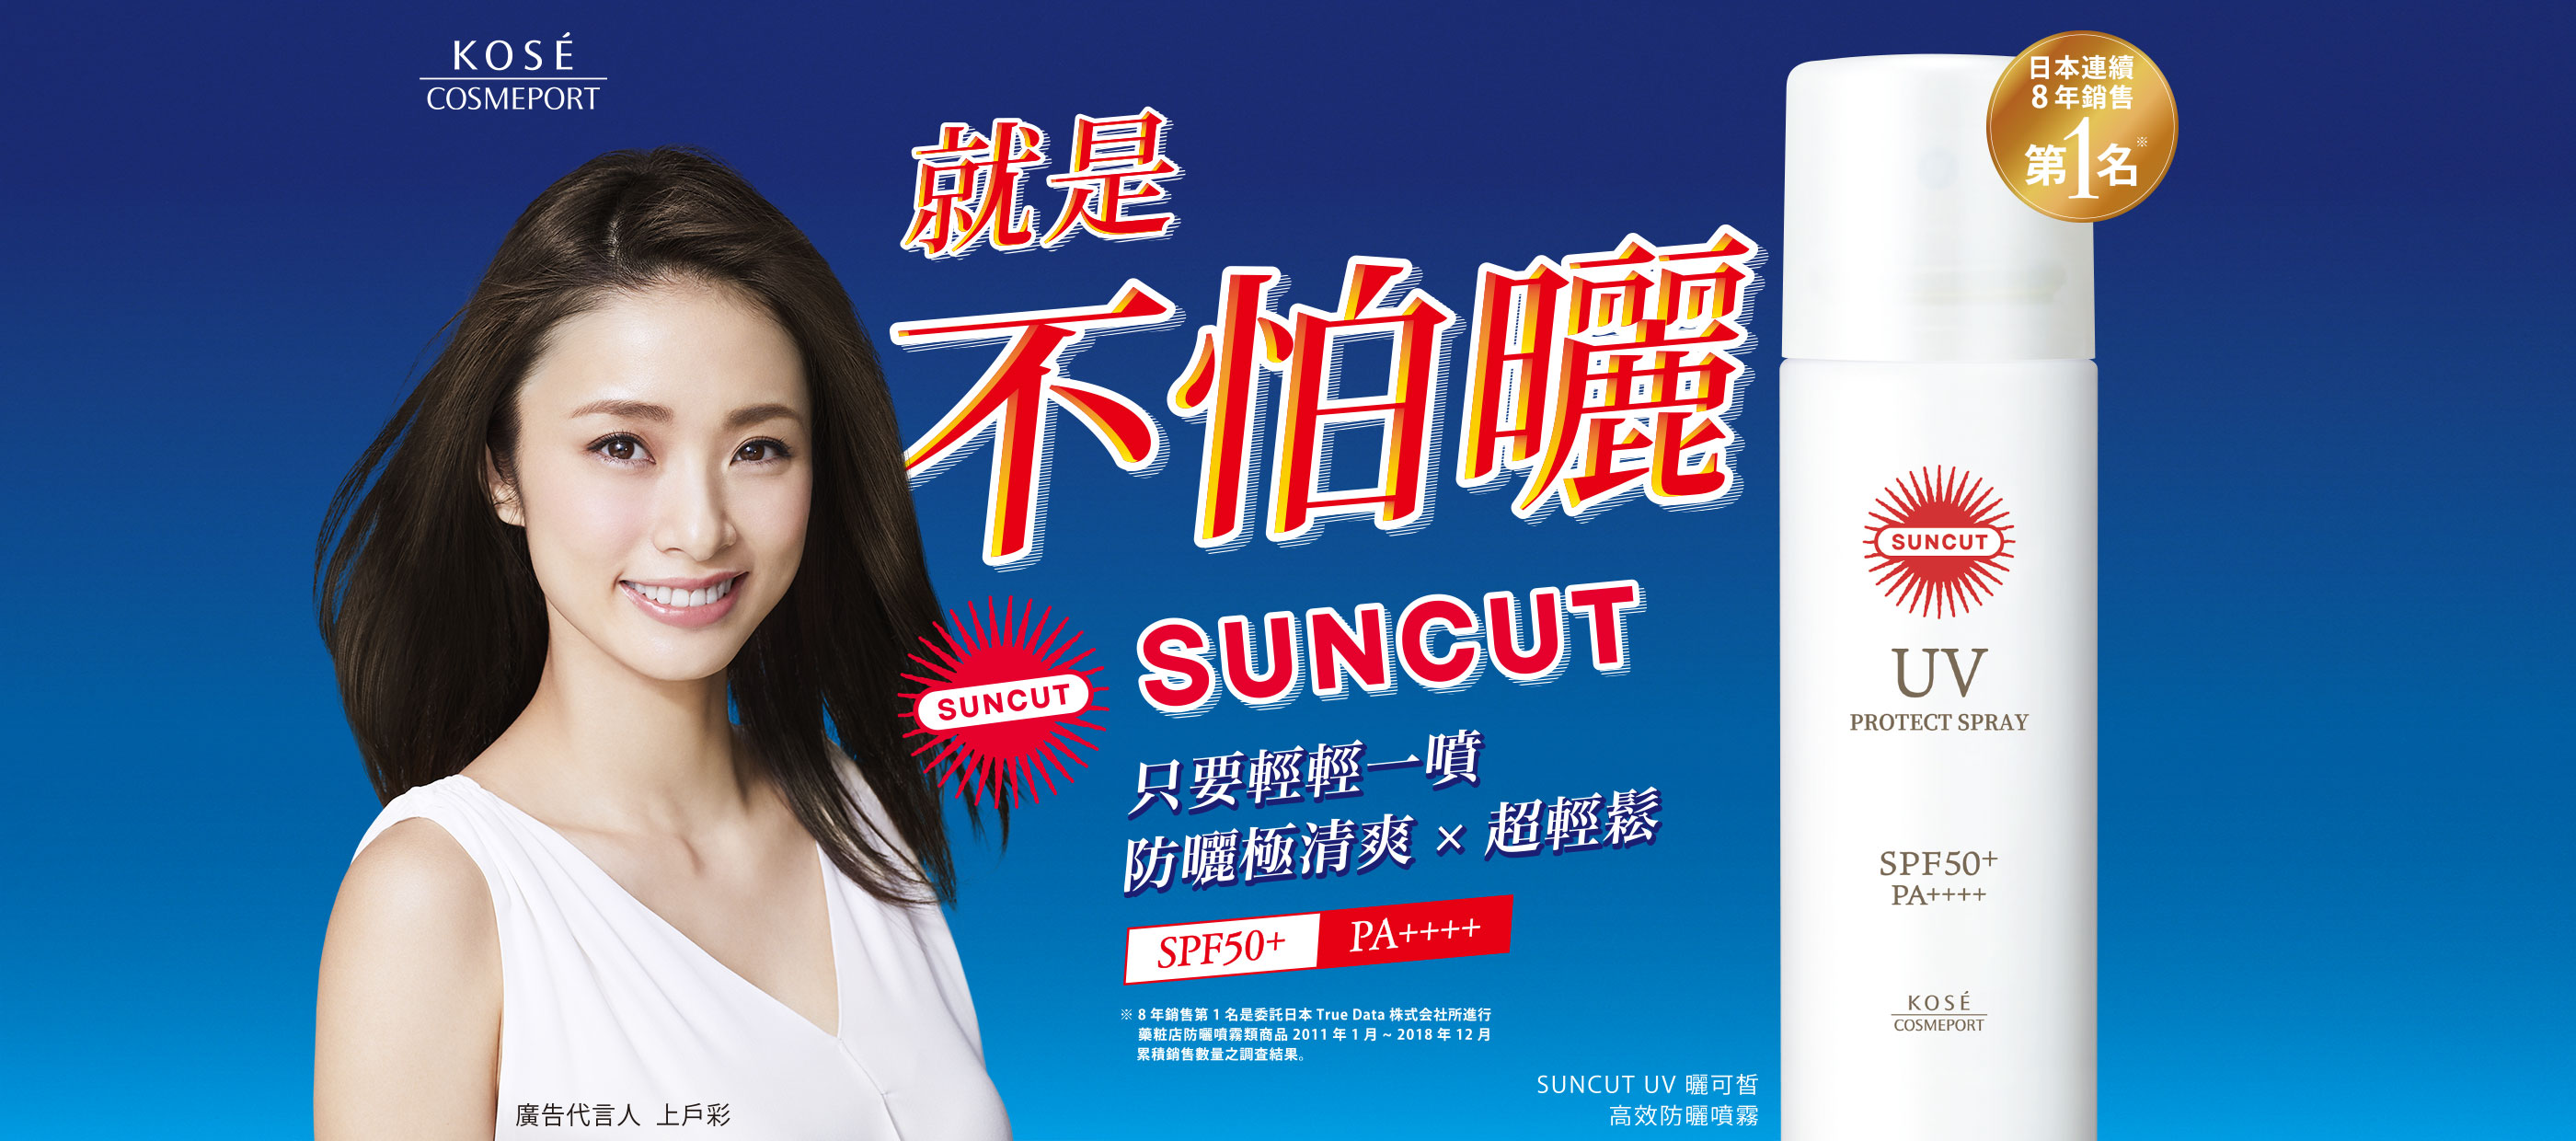 KOSÉ
COSMEPORT
就是
不怕曬
SUNCUT
SUNCUT
只要輕輕一噴
防曬極清爽 × 超輕鬆
SPF50+ PA++++
※ 8 年銷售第 1 名是委託日本 True Data 株式会社所進行
藥粧店防曬噴霧類商品 2011 年 1 月 ~ 2018 年 12 月
累積銷售數量之調查結果。
廣告代言人 上戶彩
SUNCUT UV 曬可皙
高效防曬噴霧
日本連續
8 年銷售
第1名※
SUNCUT
UV
PROTECT SPRAY
SPF50+
PA++++
KOSÉ
COSMEPORT